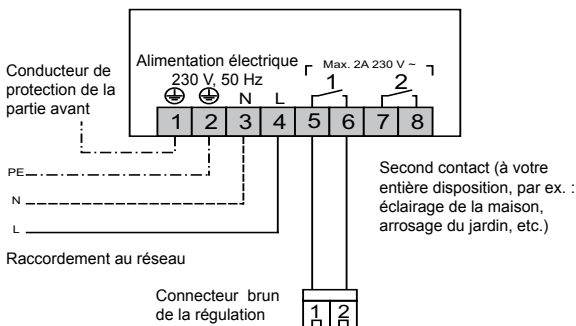 Alimentation électrique
230 V, 50 Hz
Max. 2A 230 V ~
1 2
N L
1 2 3 4 5 6 7 8
Conducteur de
protection de la
partie avant
PE
N
L
Raccordement au réseau
Second contact (à votre
entière disposition, par ex. :
éclairage de la maison,
arrosage du jardin, etc.)
Connecteur brun
de la régulation
1 2